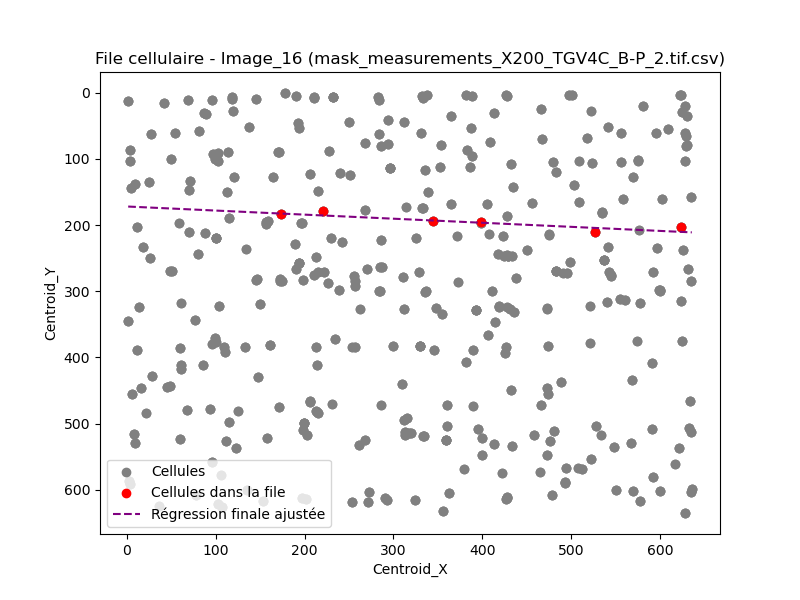 File cellulaire - Image_16 (mask_measurements_X200_TGV4C_B-P_2.tif.csv)
0
100
200
300
400
500
600
Centroid_Y
Cellules
Cellules dans la file
Régression finale ajustée
0 100 200 300 400 500 600
Centroid_X